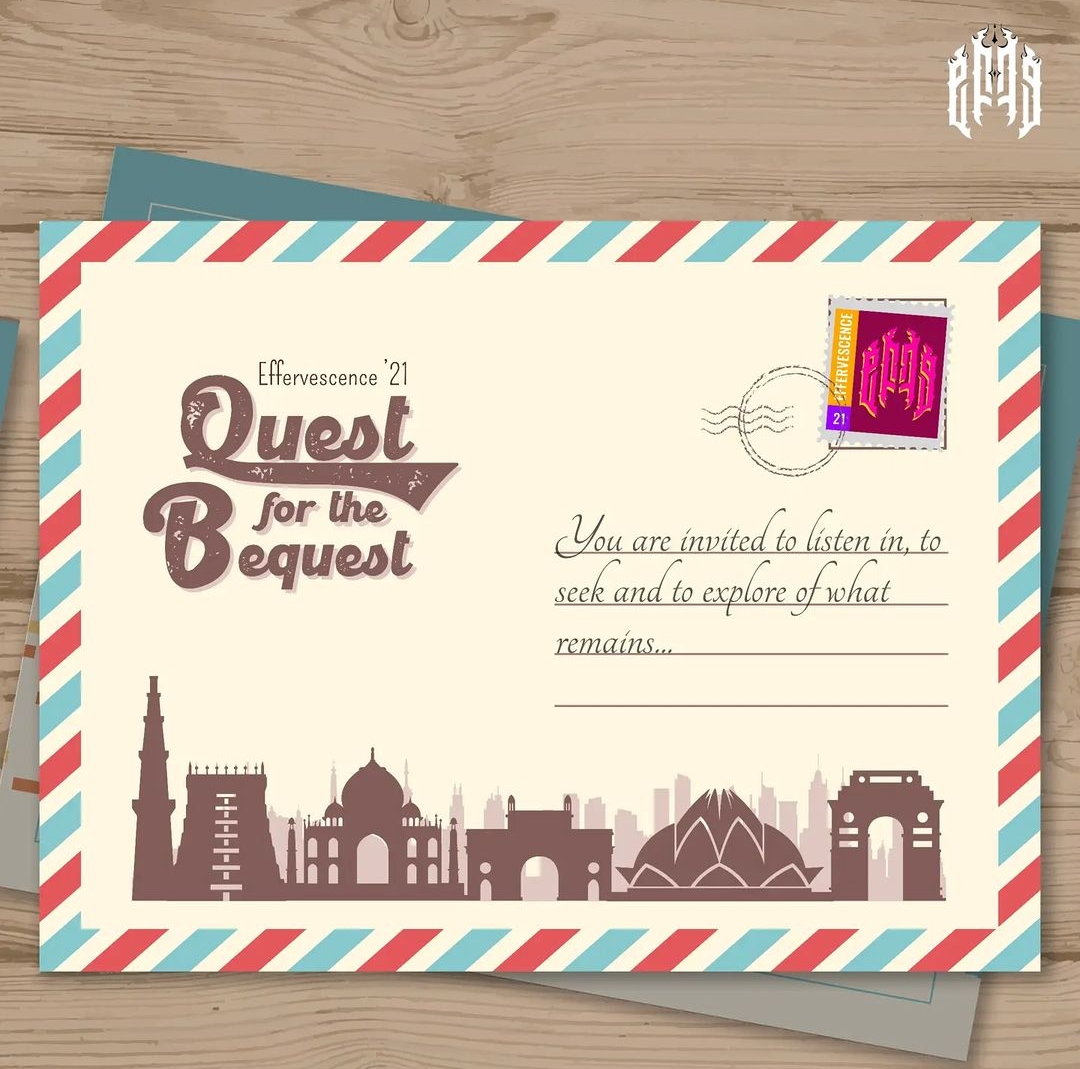 Effervescence '21
Quest
for the
Bequest
EFFERVESCENCE
21
You are invited to listen in, to
seek and to explore of what
remains...